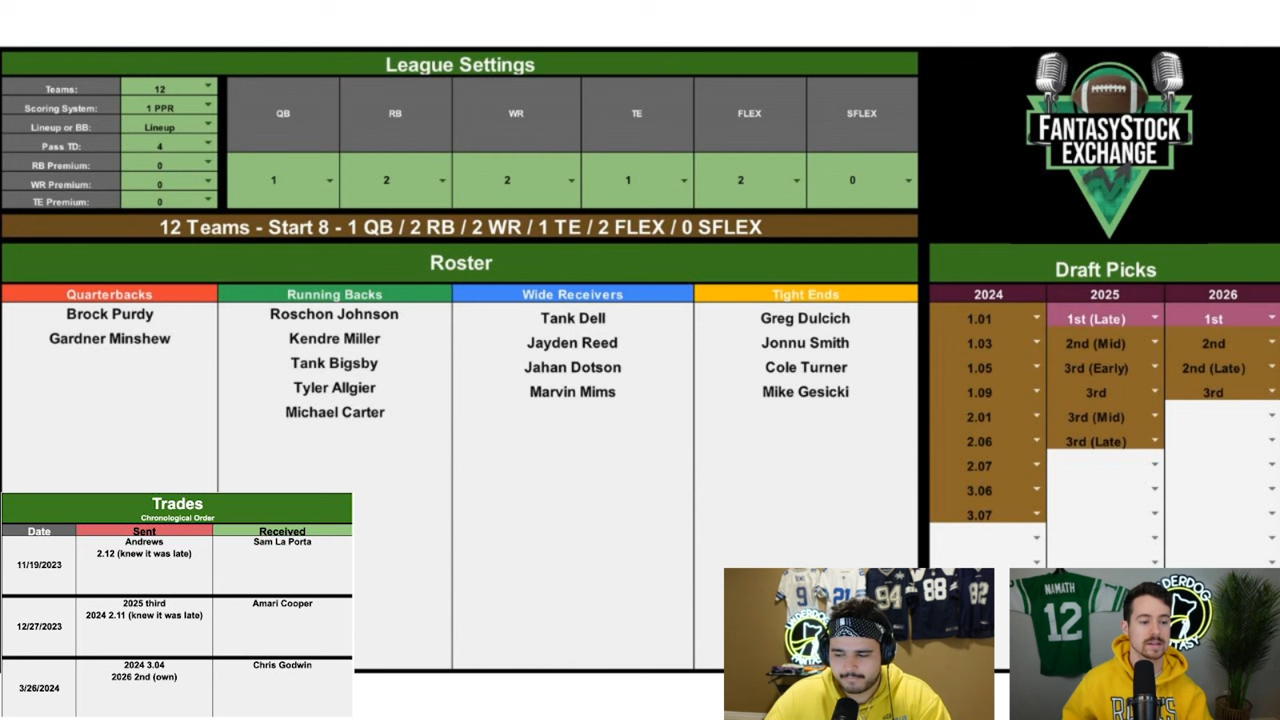 League Settings
Teams: 12
Scoring System: 1 PPR
Lineup or BB: Lineup
Pass TD: 4
RB Premium: 0
WR Premium: 0
TE Premium: 0
QB RB WR TE FLEX SFLEX
1 2 2 1 2 0
FANTASYSTOCK
EXCHANGE
12 Teams - Start 8 - 1 QB / 2 RB / 2 WR / 1 TE / 2 FLEX / 0 SFLEX
Roster
Quarterbacks Running Backs Wide Receivers Tight Ends
Brock Purdy Roschon Johnson Tank Dell Greg Dulcich
Gardner Minshew Kendre Miller Jayden Reed Jonnu Smith
Tank Bigsby Jahan Dotson Cole Turner
Tyler Allgier Marvin Mims Mike Gesicki
Michael Carter
Draft Picks
2024 2025 2026
1.01 1st (Late) 1st
1.03 2nd (Mid) 2nd
1.05 3rd (Early) 2nd (Late)
1.09 3rd 3rd
2.01 3rd (Mid)
2.06 3rd (Late)
2.07
3.06
3.07
Trades
Chronological Order
Date Sent Received
11/19/2023 Andrews Sam La Porta
2.12 (knew it was late)
12/27/2023 2025 third Amari Cooper
2024 2.11 (knew it was late)
3/26/2024 2024 3.04 Chris Godwin
2026 2nd (own)
9 21 94 88 82
NAMATH
12